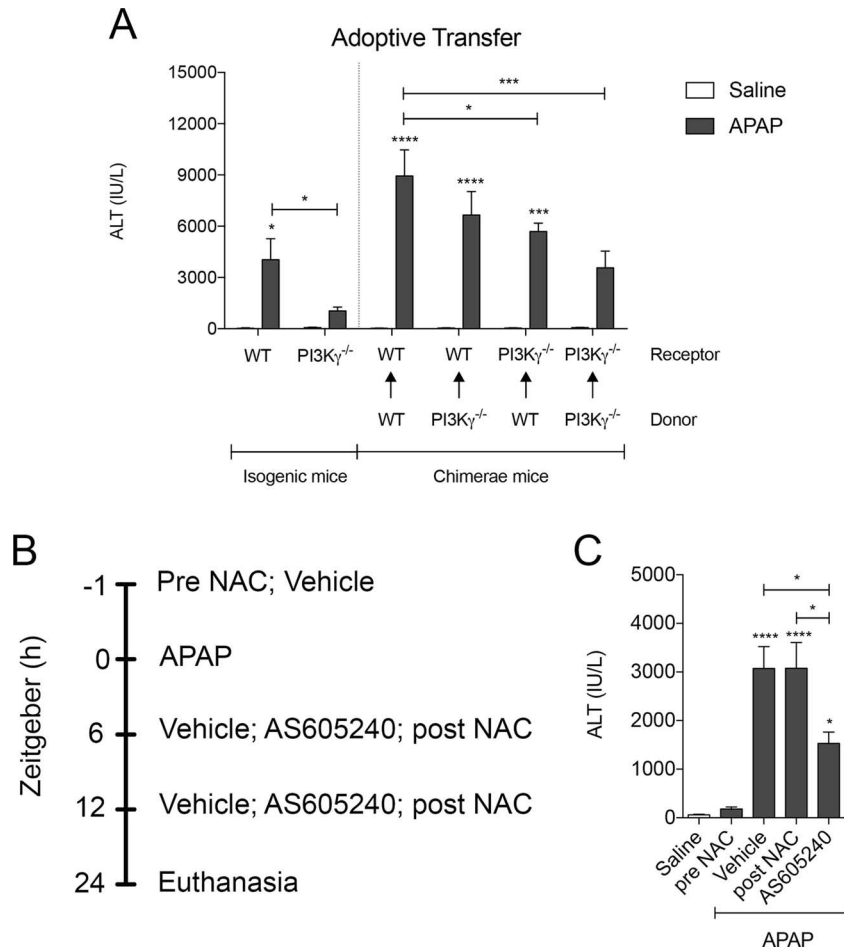 A
Adoptive Transfer
15000
12000
9000
6000
3000
0
ALT (IU/L)
***
*
****
****
***
*
*
Saline
APAP
WT PI3Kγ-/- WT WT PI3Kγ-/- PI3Kγ-/- Receptor
WT PI3Kγ-/- WT PI3Kγ-/- Donor
Isogenic mice Chimerae mice
B
Zeitgeber (h)
-1 Pre NAC; Vehicle
0 APAP
6 Vehicle; AS605240; post NAC
12 Vehicle; AS605240; post NAC
24 Euthanasia
C
5000
4000
3000
2000
1000
0
ALT (IU/L)
*
*
**** ****
*
Saline
pre NAC
Vehicle
post NAC
AS605240
APAP